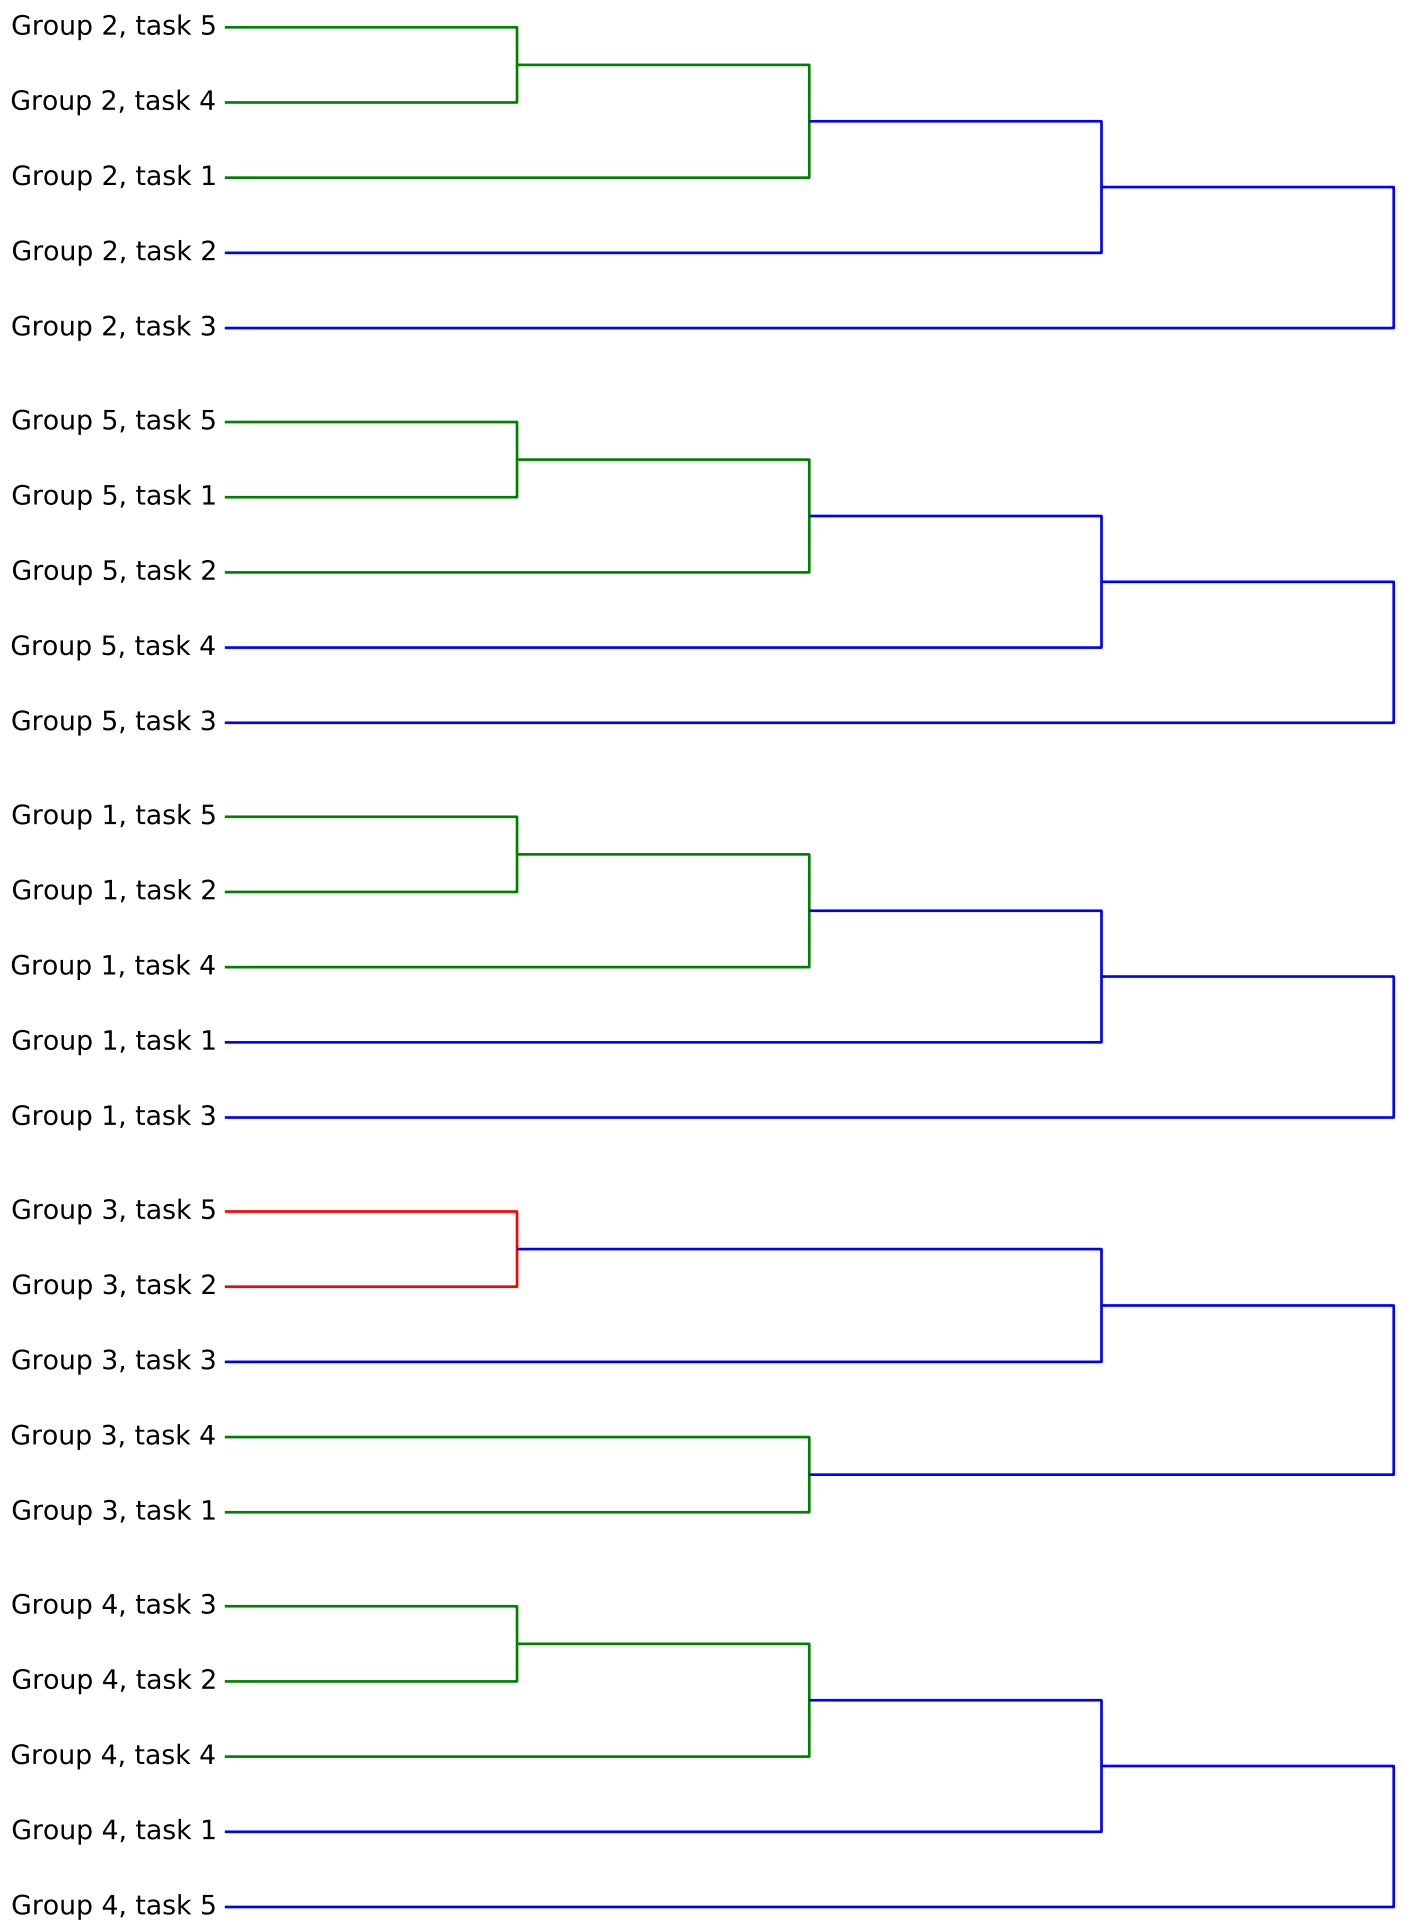 Group 2, task 5
Group 2, task 4
Group 2, task 1
Group 2, task 2
Group 2, task 3
Group 5, task 5
Group 5, task 1
Group 5, task 2
Group 5, task 4
Group 5, task 3
Group 1, task 5
Group 1, task 2
Group 1, task 4
Group 1, task 1
Group 1, task 3
Group 3, task 5
Group 3, task 2
Group 3, task 3
Group 3, task 4
Group 3, task 1
Group 4, task 3
Group 4, task 2
Group 4, task 4
Group 4, task 1
Group 4, task 5